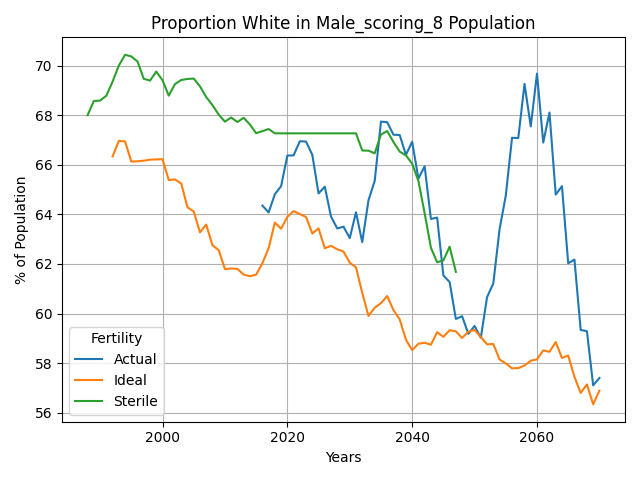 Proportion White in Male_scoring_8 Population
% of Population
70
68
66
64
62
60
58
56
Fertility
Actual
Ideal
Sterile
2000
2020
2040
2060
Years